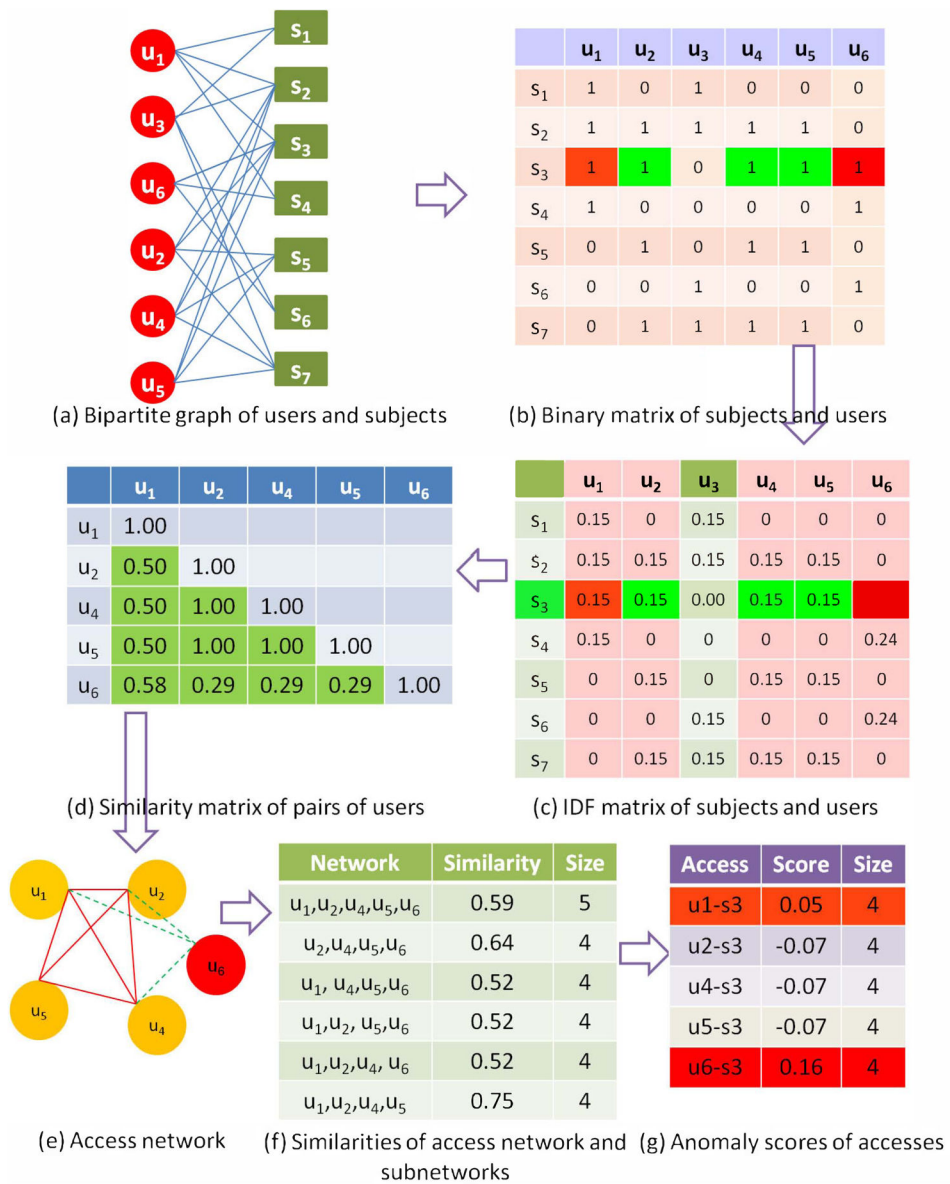 u1
u3
u6
u2
u4
u5
s1
s2
s3
s4
s5
s6
s7
(a) Bipartite graph of users and subjects
u1 u2 u3 u4 u5 u6
s1 1 0 1 0 0 0
s2 1 1 1 1 1 0
s3 1 1 0 1 1 1
s4 1 0 0 0 0 1
s5 0 1 0 1 1 0
s6 0 0 1 0 0 1
s7 0 1 1 1 1 0
(b) Binary matrix of subjects and users
u1 u2 u4 u5 u6
u1 1.00
u2 0.50 1.00
u4 0.50 1.00 1.00
u5 0.50 1.00 1.00 1.00
u6 0.58 0.29 0.29 0.29 1.00
(d) Similarity matrix of pairs of users
u1 u2 u3 u4 u5 u6
s1 0.15 0 0.15 0 0 0
s2 0.15 0.15 0.15 0.15 0.15 0
s3 0.15 0.15 0.00 0.15 0.15
s4 0.15 0 0 0 0 0.24
s5 0 0.15 0 0.15 0.15 0
s6 0 0 0.15 0 0 0.24
s7 0 0.15 0.15 0.15 0.15 0
(c) IDF matrix of subjects and users
u1
u2
u6
u5
u4
(e) Access network
Network Similarity Size
u1,u2,u4,u5,u6 0.59 5
u2,u4,u5,u6 0.64 4
u1, u4,u5,u6 0.52 4
u1,u2, u5,u6 0.52 4
u1,u2,u4, u6 0.52 4
u1,u2,u4,u5 0.75 4
(f) Similarities of access network and
subnetworks
Access Score Size
u1-s3 0.05 4
u2-s3 -0.07 4
u4-s3 -0.07 4
u5-s3 -0.07 4
u6-s3 0.16 4
(g) Anomaly scores of accesses